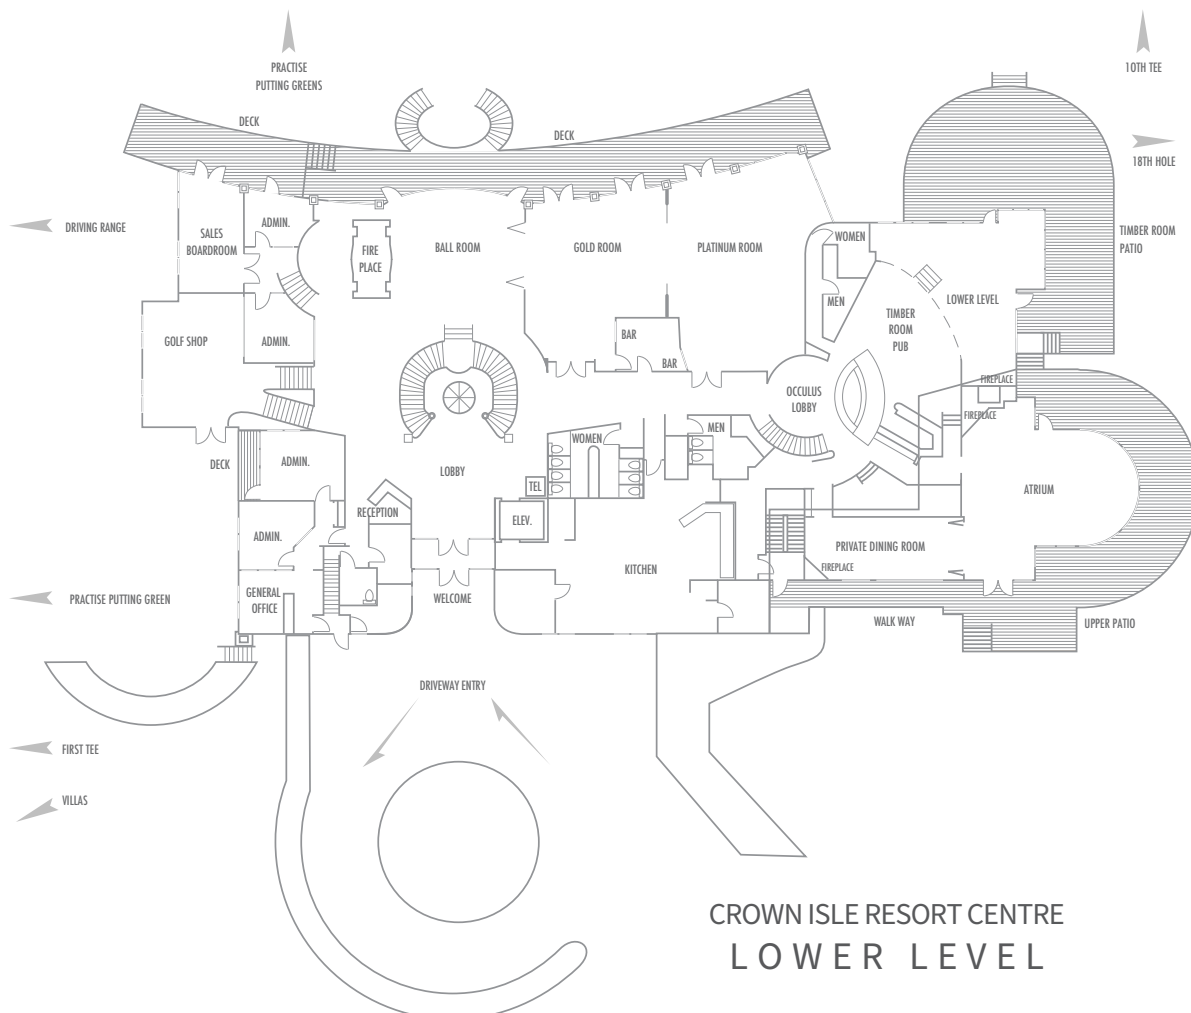 PRACTISE
PUTTING GREENS
10TH TEE
DECK
DECK
18TH HOLE
DRIVING RANGE
SALES
BOARDROOM
ADMIN.
FIRE
PLACE
BALL ROOM
GOLD ROOM
PLATINUM ROOM
WOMEN
TIMBER ROOM
PATIO
MEN
LOWER LEVEL
TIMBER
ROOM
PUB
GOLF SHOP
ADMIN.
BAR
BAR
OCCULUS
LOBBY
FIREPLACE
FIREPLACE
MEN
WOMEN
DECK
ADMIN.
LOBBY
TEL
ATRIUM
RECEPTION
ELEV.
ADMIN.
PRIVATE DINING ROOM
KITCHEN
FIREPLACE
GENERAL
OFFICE
WELCOME
PRACTISE PUTTING GREEN
WALK WAY
UPPER PATIO
DRIVEWAY ENTRY
FIRST TEE
VILLAS
CROWN ISLE RESORT CENTRE
LOWER LEVEL